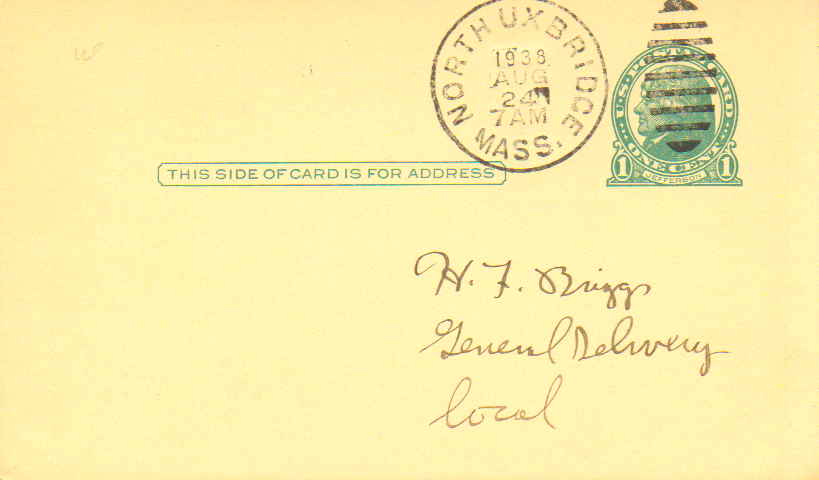 NORTH UXBRIDGE
1938
AUG
24
7AM
MASS.
U.S. POSTAL CARD
1 ONE CENT 1
JEFFERSON
THIS SIDE OF CARD IS FOR ADDRESS
H. F. Briggs
General Delivery
Local